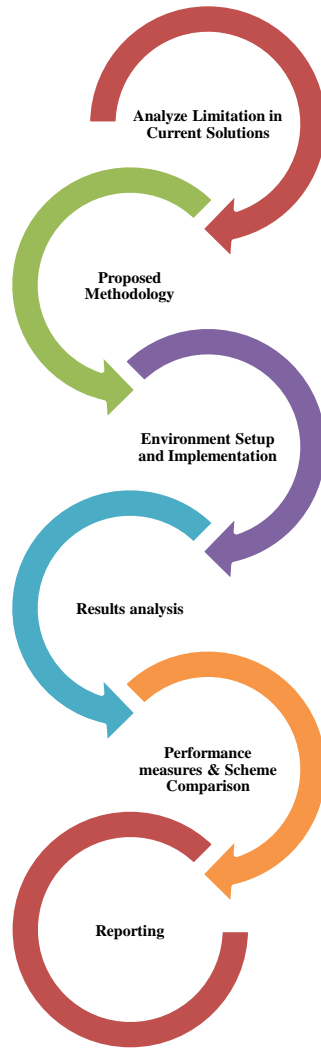 Analyze Limitation in
Current Solutions
Proposed
Methodology
Environment Setup
and Implementation
Results analysis
Performance
measures & Scheme
Comparison
Reporting